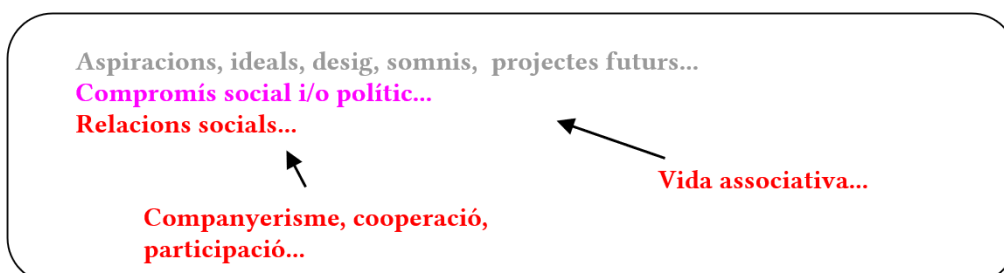 Aspiracions, ideals, desig, somnis, projectes futurs...
Compromís social i/o polític...
Relacions socials...
Vida associativa...
Companyerisme, cooperació,
participació...